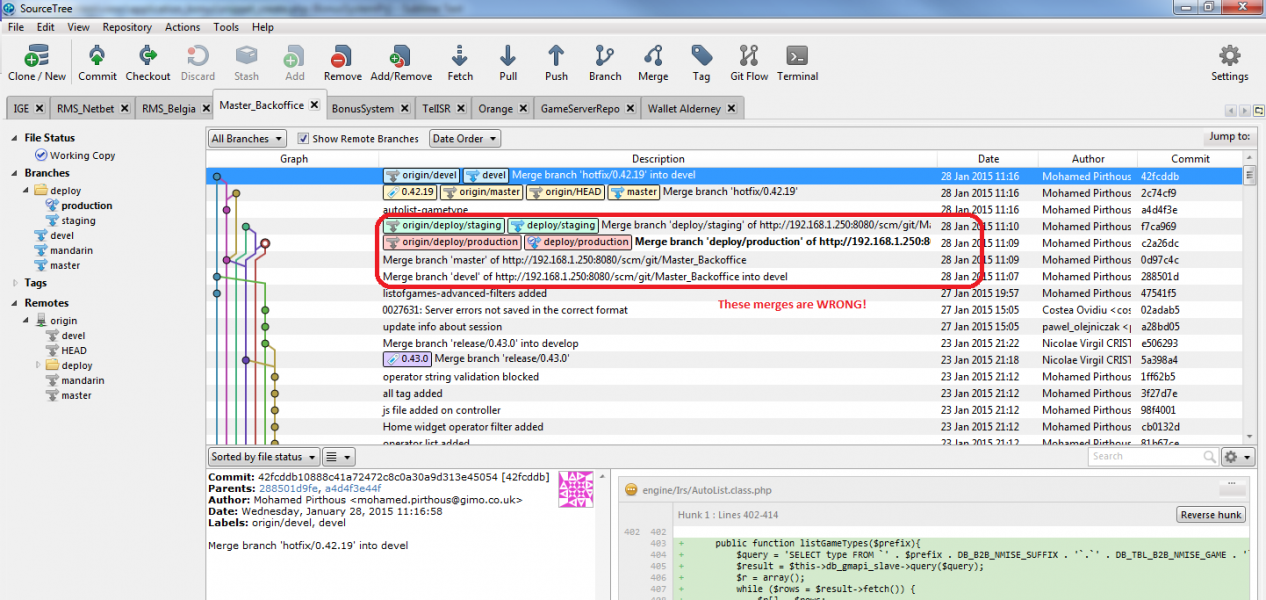 SourceTree
File Edit View Repository Actions Tools Help
Clone / New Commit Checkout Discard Stash Add Remove Add/Remove Fetch Pull Push Branch Merge Tag Git Flow Terminal Settings
IGE RMS_Netbet RMS_Belgia Master_Backoffice BonusSystem TellSR Orange GameServerRepo Wallet Alderney
File Status
Working Copy
Branches
deploy
production
staging
devel
mandarin
master
Tags
Remotes
origin
devel
HEAD
deploy
mandarin
master
All Branches Show Remote Branches Date Order Jump to:
Graph Description Date Author Commit
origin/devel devel Merge branch 'hotfix/0.42.19' into devel 28 Jan 2015 11:16 Mohamed Pirthous 42fcddb
0.42.19 origin/master origin/HEAD master Merge branch 'hotfix/0.42.19' 28 Jan 2015 11:16 Mohamed Pirthous 2c74cf9
autolist-gametype 28 Jan 2015 11:16 Mohamed Pirthous a4d4f3e
origin/deploy/staging deploy/staging Merge branch 'deploy/staging' of http://192.168.1.250:8080/scm/git/M 28 Jan 2015 11:10 Mohamed Pirthous f7ca969
origin/deploy/production deploy/production Merge branch 'deploy/production' of http://192.168.1.250:8 28 Jan 2015 11:09 Mohamed Pirthous c2a26dc
Merge branch 'master' of http://192.168.1.250:8080/scm/git/Master_Backoffice 28 Jan 2015 11:09 Mohamed Pirthous 0d97c4c
Merge branch 'devel' of http://192.168.1.250:8080/scm/git/Master_Backoffice into devel 28 Jan 2015 11:07 Mohamed Pirthous 288501d
listofgames-advanced-filters added 27 Jan 2015 19:57 Mohamed Pirthous 47541f5
These merges are WRONG!
0027631: Server errors not saved in the correct format 27 Jan 2015 15:05 Costea Ovidiu <cos 02adab5
update info about session 27 Jan 2015 15:05 pawel_olejniczak <p a28bd05
Merge branch 'release/0.43.0' into develop 23 Jan 2015 21:22 Nicolae Virgil CRIST e506293
0.43.0 Merge branch 'release/0.43.0' 23 Jan 2015 21:18 Nicolae Virgil CRIST 5a398a4
operator string validation blocked 23 Jan 2015 21:12 Mohamed Pirthous 1ff62b5
all tag added 23 Jan 2015 21:12 Mohamed Pirthous 3f27d7e
js file added on controller 23 Jan 2015 21:12 Mohamed Pirthous 98f4001
Home widget operator filter added 23 Jan 2015 21:12 Mohamed Pirthous cb0132d
operator list added 23 Jan 2015 21:12 Mohamed Pirthous 81b67ce
Sorted by file status Search
Commit: 42fcddb10888c41a72472c8c0a30a9d313e45054 [42fcddb]
Parents: 288501d9fe, a4d4f3e44f
Author: Mohamed Pirthous <mohamed.pirthous@gimo.co.uk>
Date: Wednesday, January 28, 2015 11:16:58
Labels: origin/devel, devel
Merge branch 'hotfix/0.42.19' into devel
engine/Irs/AutoList.class.php
Hunk 1 : Lines 402-414 Reverse hunk
402 402
403 + public function listGameTypes($prefix){
404 + $query = 'SELECT type FROM `' . $prefix . DB_B2B_NMISE_SUFFIX . '`.`' . DB_TBL_B2B_NMISE_GAME . '`
405 + $result = $this->db_gmapi_slave->query($query);
406 + $r = array();
407 + while ($rows = $result->fetch()) {